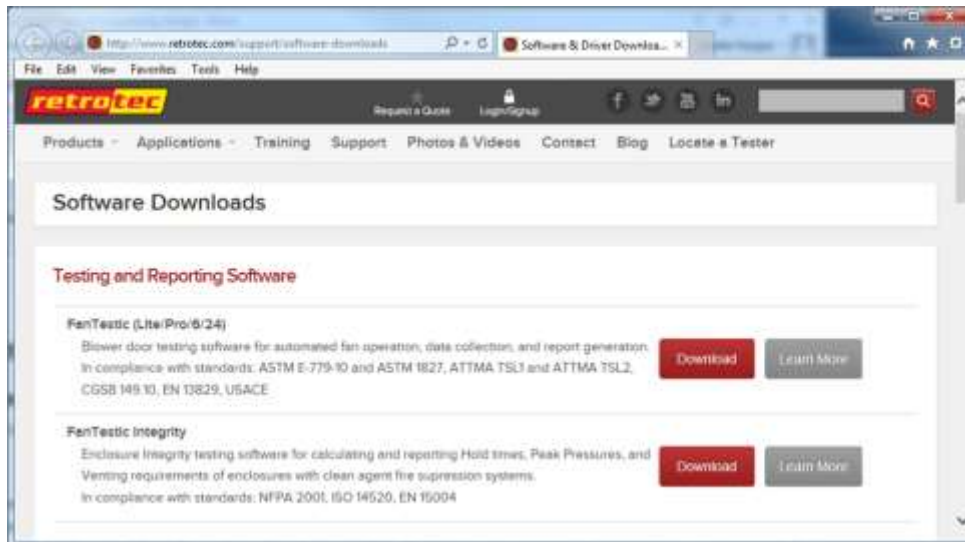 http://www.retrotec.com/support/software-downloads
Software & Driver Downloa...
File Edit View Favorites Tools Help
retrotec
Request a Quote Login/Signup
Products Applications Training Support Photos & Videos Contact Blog Locate a Tester
Software Downloads
Testing and Reporting Software
FanTestic (Lite/Pro/6/24)
Blower door testing software for automated fan operation, data collection, and report generation.
In compliance with standards: ASTM E-779-10 and ASTM 1827, ATTMA TSL1 and ATTMA TSL2,
CGSB 149.10, EN 13829, USACE
Download Learn More
FanTestic Integrity
Enclosure Integrity testing software for calculating and reporting Hold times, Peak Pressures, and
Venting requirements of enclosures with clean agent fire supression systems.
In compliance with standards: NFPA 2001, ISO 14520, EN 15004
Download Learn More